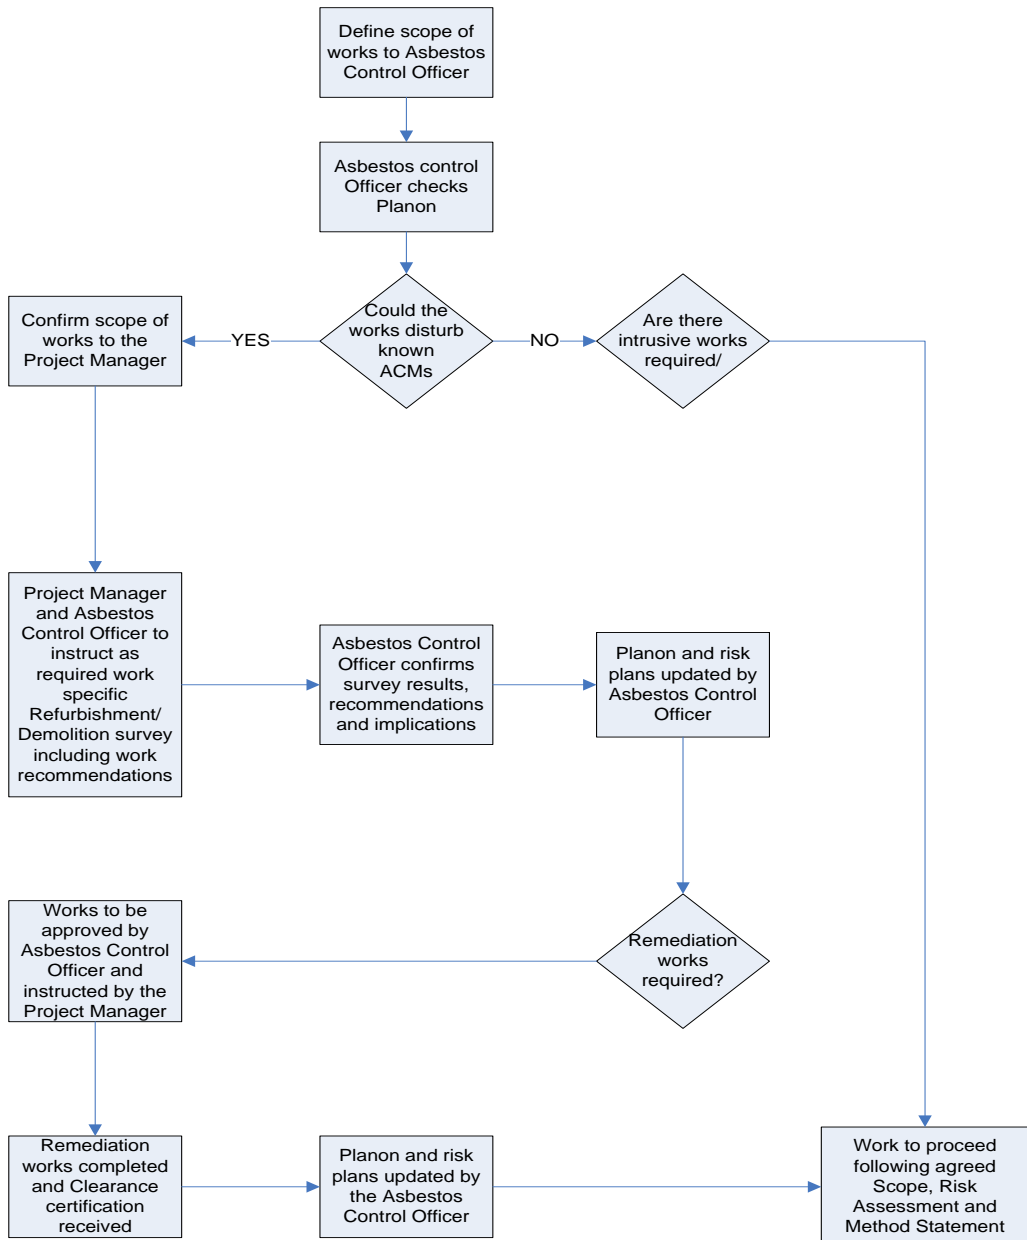 Define scope of
works to Asbestos
Control Officer
Asbestos control
Officer checks
Planon
Could the
works disturb
known
ACMs
YES
NO
Confirm scope of
works to the
Project Manager
Are there
intrusive works
required/
Project Manager
and Asbestos
Control Officer to
instruct as
required work
specific
Refurbishment/
Demolition survey
including work
recommendations
Asbestos Control
Officer confirms
survey results,
recommendations
and implications
Planon and risk
plans updated by
Asbestos Control
Officer
Remediation
works
required?
Works to be
approved by
Asbestos Control
Officer and
instructed by the
Project Manager
Remediation
works completed
and Clearance
certification
received
Planon and risk
plans updated by
the Asbestos
Control Officer
Work to proceed
following agreed
Scope, Risk
Assessment and
Method Statement